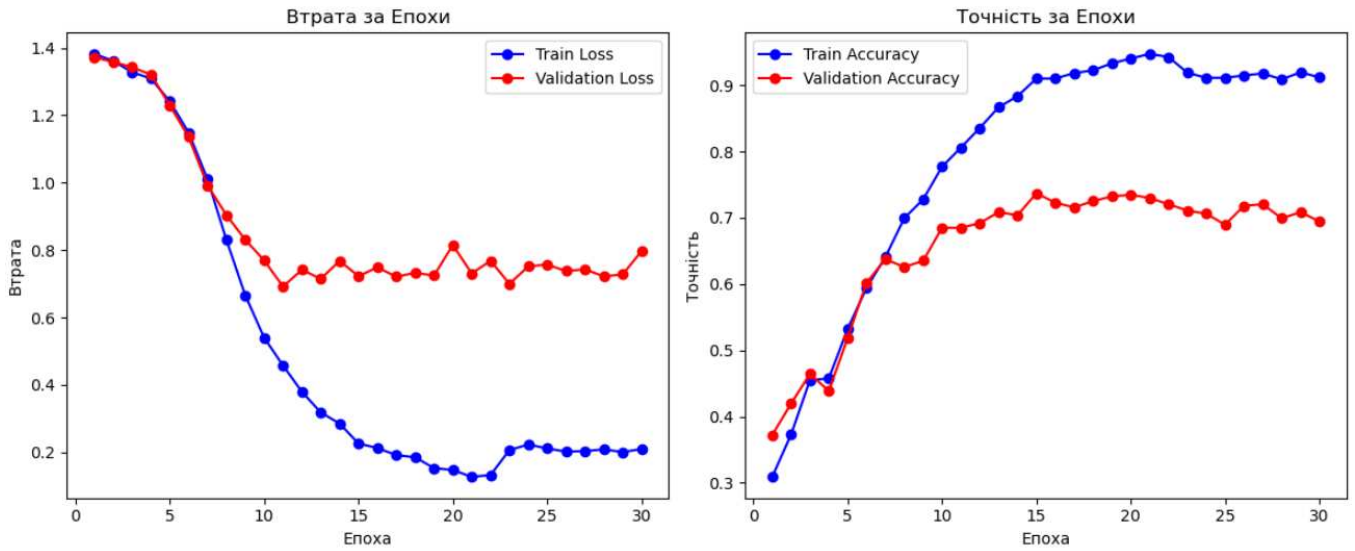 Втрата за Епохи
1.4
1.2
1.0
0.8
0.6
0.4
0.2
Втрата
0
5
10
15
20
25
30
Епоха
Train Loss
Validation Loss
Точність за Епохи
0.9
0.8
0.7
0.6
0.5
0.4
0.3
Точність
0
5
10
15
20
25
30
Епоха
Train Accuracy
Validation Accuracy